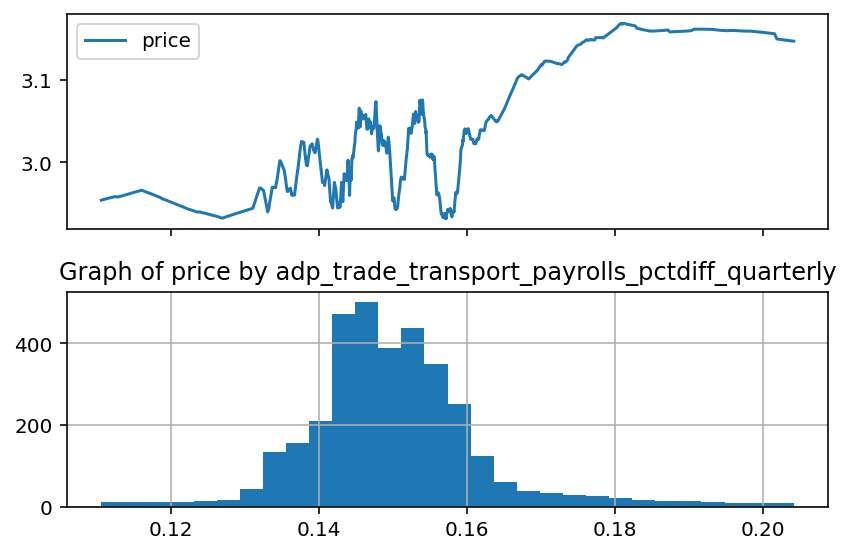 price
3.1
3.0
Graph of price by adp_trade_transport_payrolls_pctdiff_quarterly
400
200
0
0.12 0.14 0.16 0.18 0.20